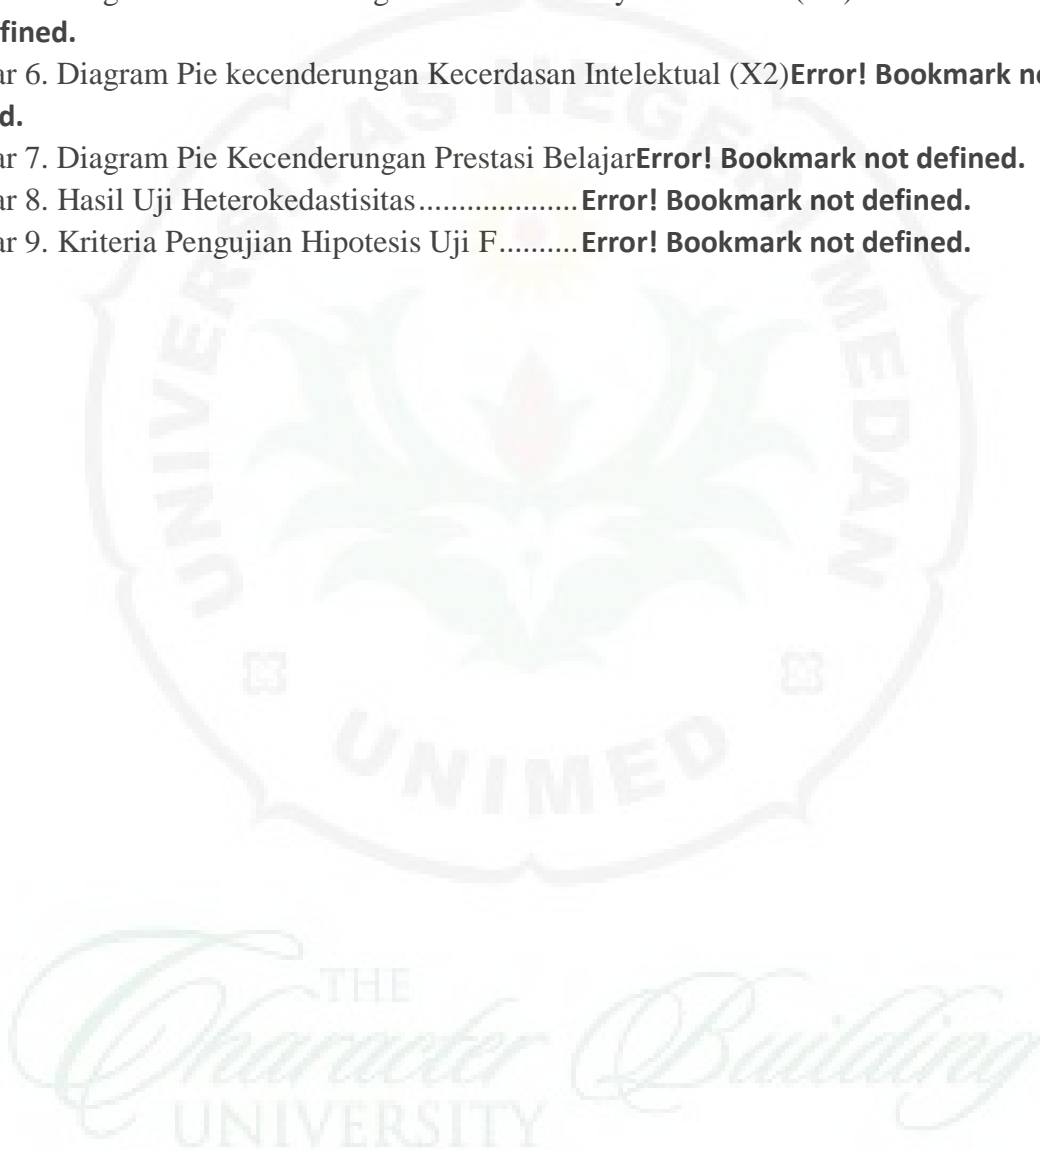 fined.
ar 6. Diagram Pie kecenderungan Kecerdasan Intelektual (X2)Error! Bookmark n
d.
ar 7. Diagram Pie Kecenderungan Prestasi BelajarError! Bookmark not defined.
ar 8. Hasil Uji Heterokedastisitas....................Error! Bookmark not defined.
ar 9. Kriteria Pengujian Hipotesis Uji F..........Error! Bookmark not defined.
UNIVERSITAS NEGERI MEDAN
UNIMED
THE
Character Building
UNIVERSITY